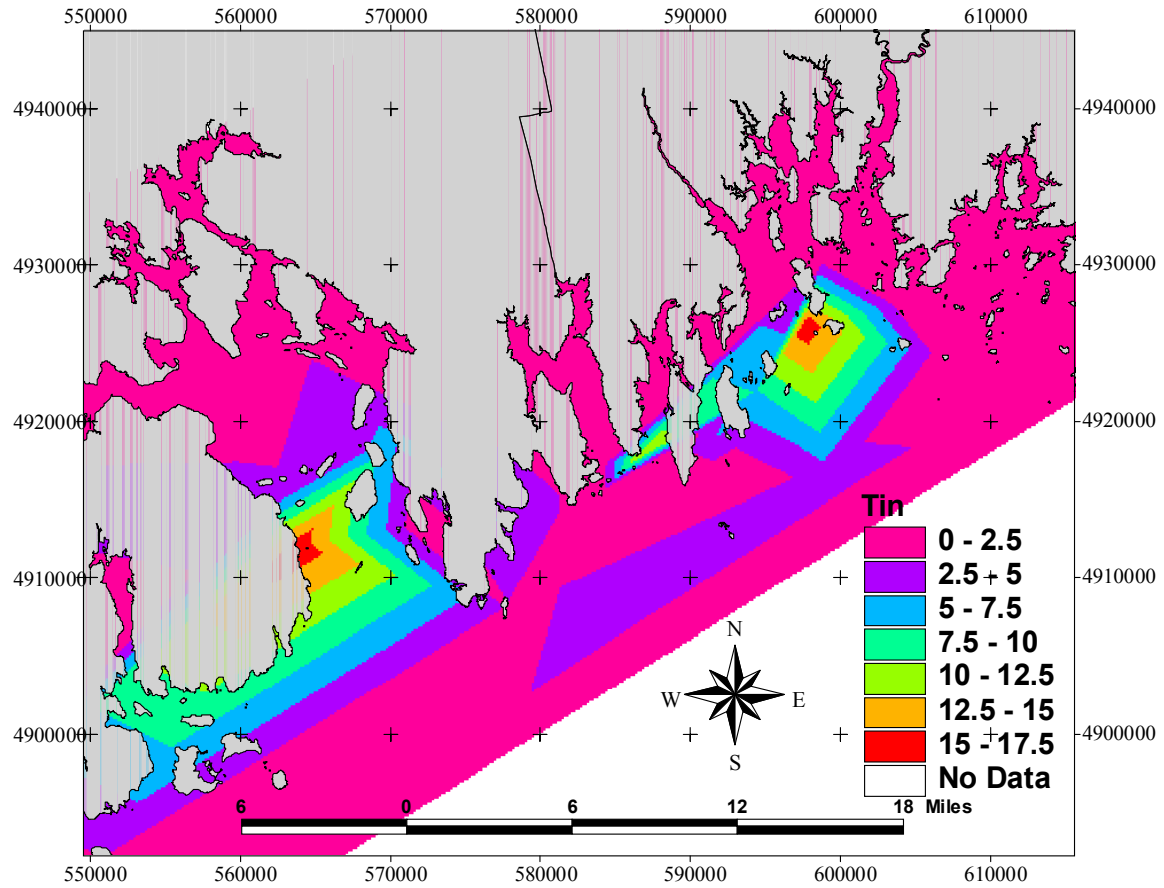 550000 560000 570000 580000 590000 600000 610000
4940000 4940000
4930000 4930000
4920000 4920000
Tin
0 - 2.5
4910000 2.5 - 5 4910000
5 - 7.5
N
7.5 - 10
W E
10 - 12.5
12.5 - 15
4900000 4900000
15 - 17.5
S
No Data
6 0 6 12 18 Miles
550000 560000 570000 580000 590000 600000 610000